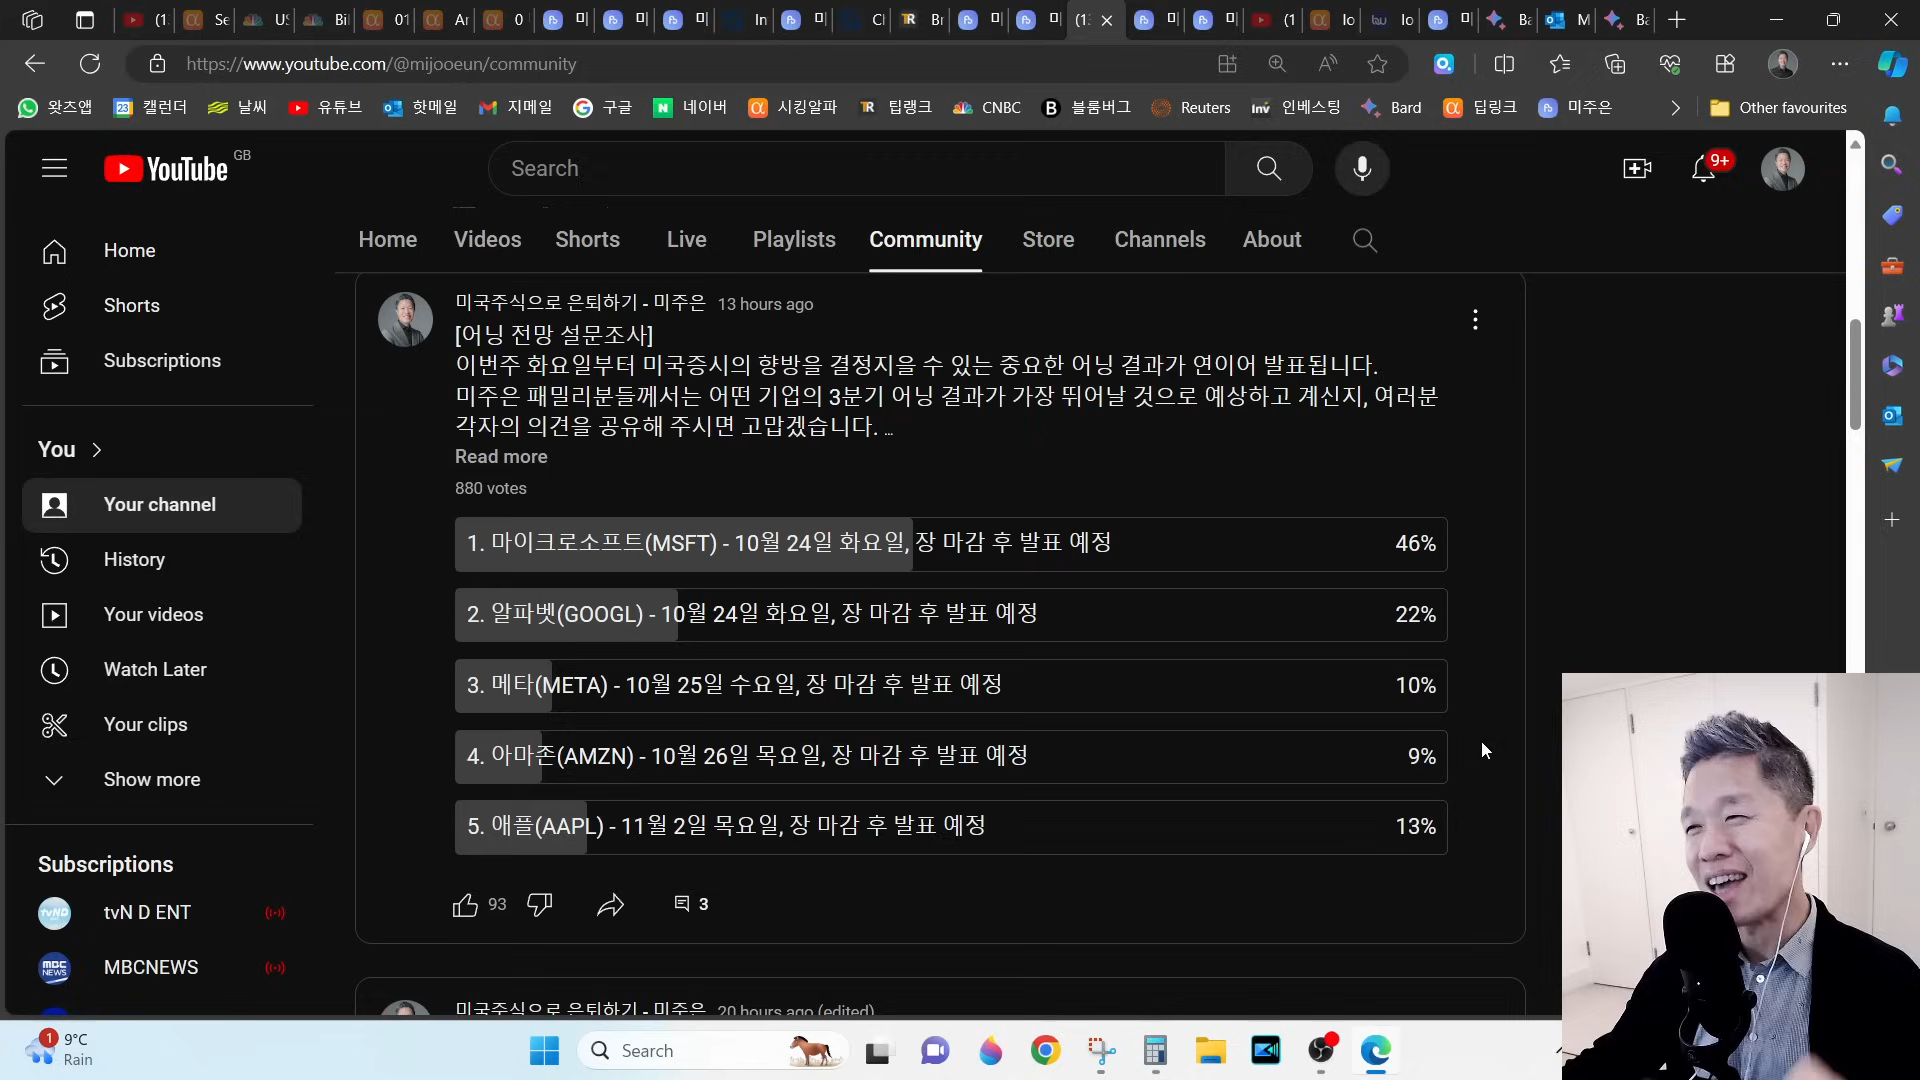 https://www.youtube.com/@mijooeun/community
왓츠앱 캘린더 날씨 유튜브 핫메일 지메일 구글 네이버 시킹알파 팁랭크 CNBC 블룸버그 Reuters 인베스팅 Bard 딥링크 미주은 Other favourites
YouTube GB
Search
9+
Home Videos Shorts Live Playlists Community Store Channels About
Home
Shorts
Subscriptions
You
Your channel
History
Your videos
Watch Later
Your clips
Show more
Subscriptions
tvN D ENT
MBCNEWS
미국주식으로 은퇴하기 - 미주은 13 hours ago
[어닝 전망 설문조사]
이번주 화요일부터 미국증시의 향방을 결정지을 수 있는 중요한 어닝 결과가 연이어 발표됩니다.
미주은 패밀리분들께서는 어떤 기업의 3분기 어닝 결과가 가장 뛰어날 것으로 예상하고 계신지, 여러분
각자의 의견을 공유해 주시면 고맙겠습니다. ...
Read more
880 votes
1. 마이크로소프트(MSFT) - 10월 24일 화요일, 장 마감 후 발표 예정 46%
2. 알파벳(GOOGL) - 10월 24일 화요일, 장 마감 후 발표 예정 22%
3. 메타(META) - 10월 25일 수요일, 장 마감 후 발표 예정 10%
4. 아마존(AMZN) - 10월 26일 목요일, 장 마감 후 발표 예정 9%
5. 애플(AAPL) - 11월 2일 목요일, 장 마감 후 발표 예정 13%
93 3
미국주식으로 은퇴하기 - 미주은 20 hours ago (edited)
1 9°C
Rain
Search